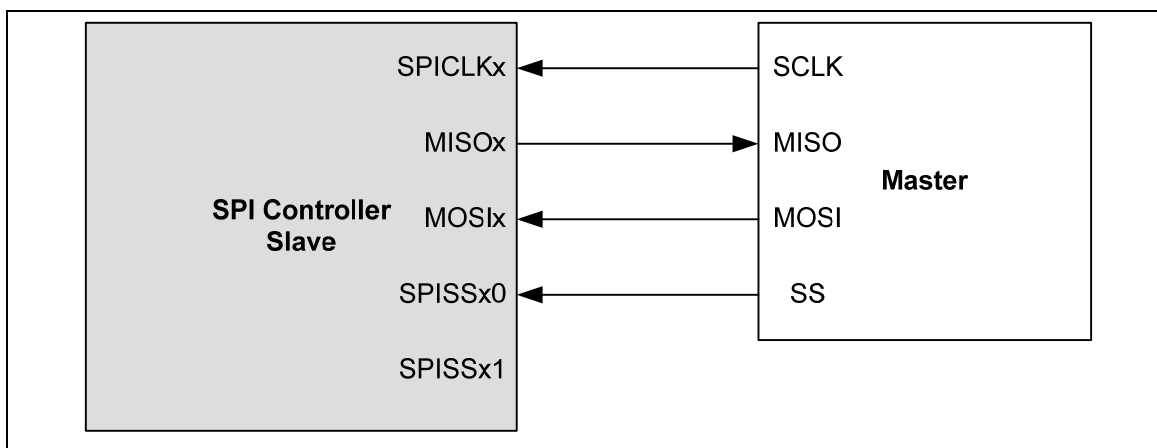 SPICLKx
MISOx
SPI Controller
Slave
MOSIx
SPISSx0
SPISSx1
SCLK
MISO
Master
MOSI
SS